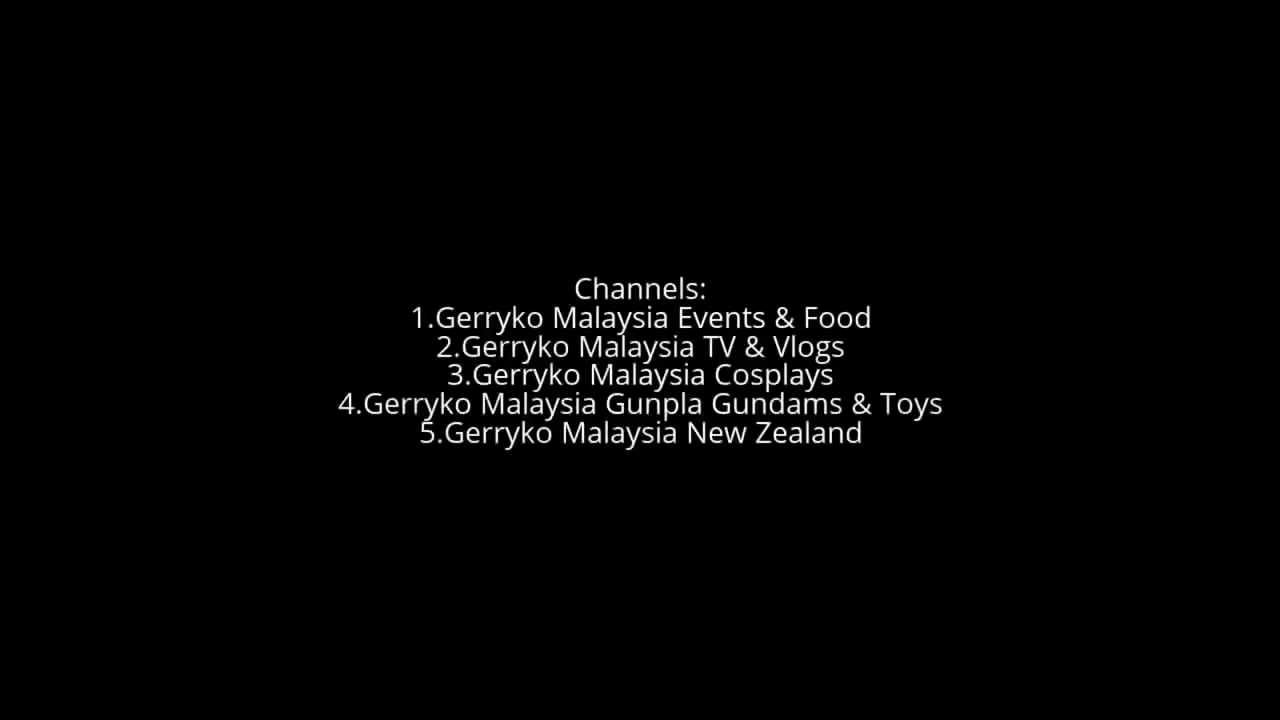 Channels:
1.Gerryko Malaysia Events & Food
2.Gerryko Malaysia TV & Vlogs
3.Gerryko Malaysia Cosplays
4.Gerryko Malaysia Gunpla Gundams & Toys
5.Gerryko Malaysia New Zealand